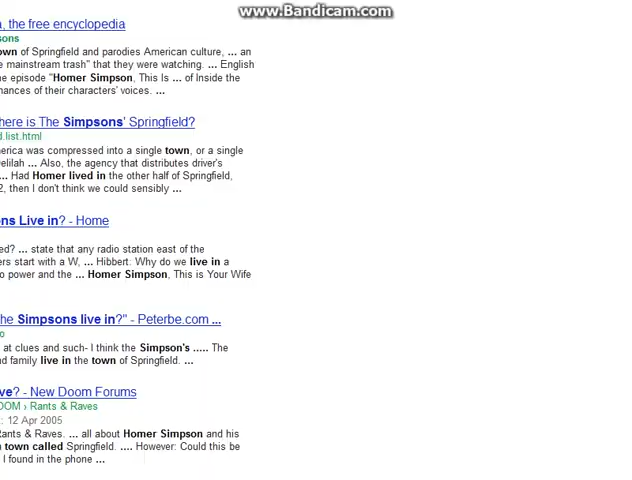 www.Bandicam.com
a, the free encyclopedia
sons
own of Springfield and parodies American culture, ... an
e mainstream trash" that they were watching. ... English
ne episode "Homer Simpson, This Is ... of Inside the
nances of their characters' voices. ...
here is The Simpsons' Springfield?
d.list.html
nerica was compressed into a single town, or a single
elilah ... Also, the agency that distributes driver's
... Had Homer lived in the other half of Springfield,
2, then I don't think we could sensibly ...
ons Live in? - Home
ed? ... state that any radio station east of the
ers start with a W, ... Hibbert: Why do we live in a
o power and the ... Homer Simpson, This is Your Wife
he Simpsons live in?" - Peterbe.com ...
o
at clues and such- I think the Simpson's ..... The
nd family live in the town of Springfield. ...
ve? - New Doom Forums
OOM › Rants & Raves
: 12 Apr 2005
Rants & Raves. ... all about Homer Simpson and his
n town called Springfield. .... However: Could this be
I found in the phone ...